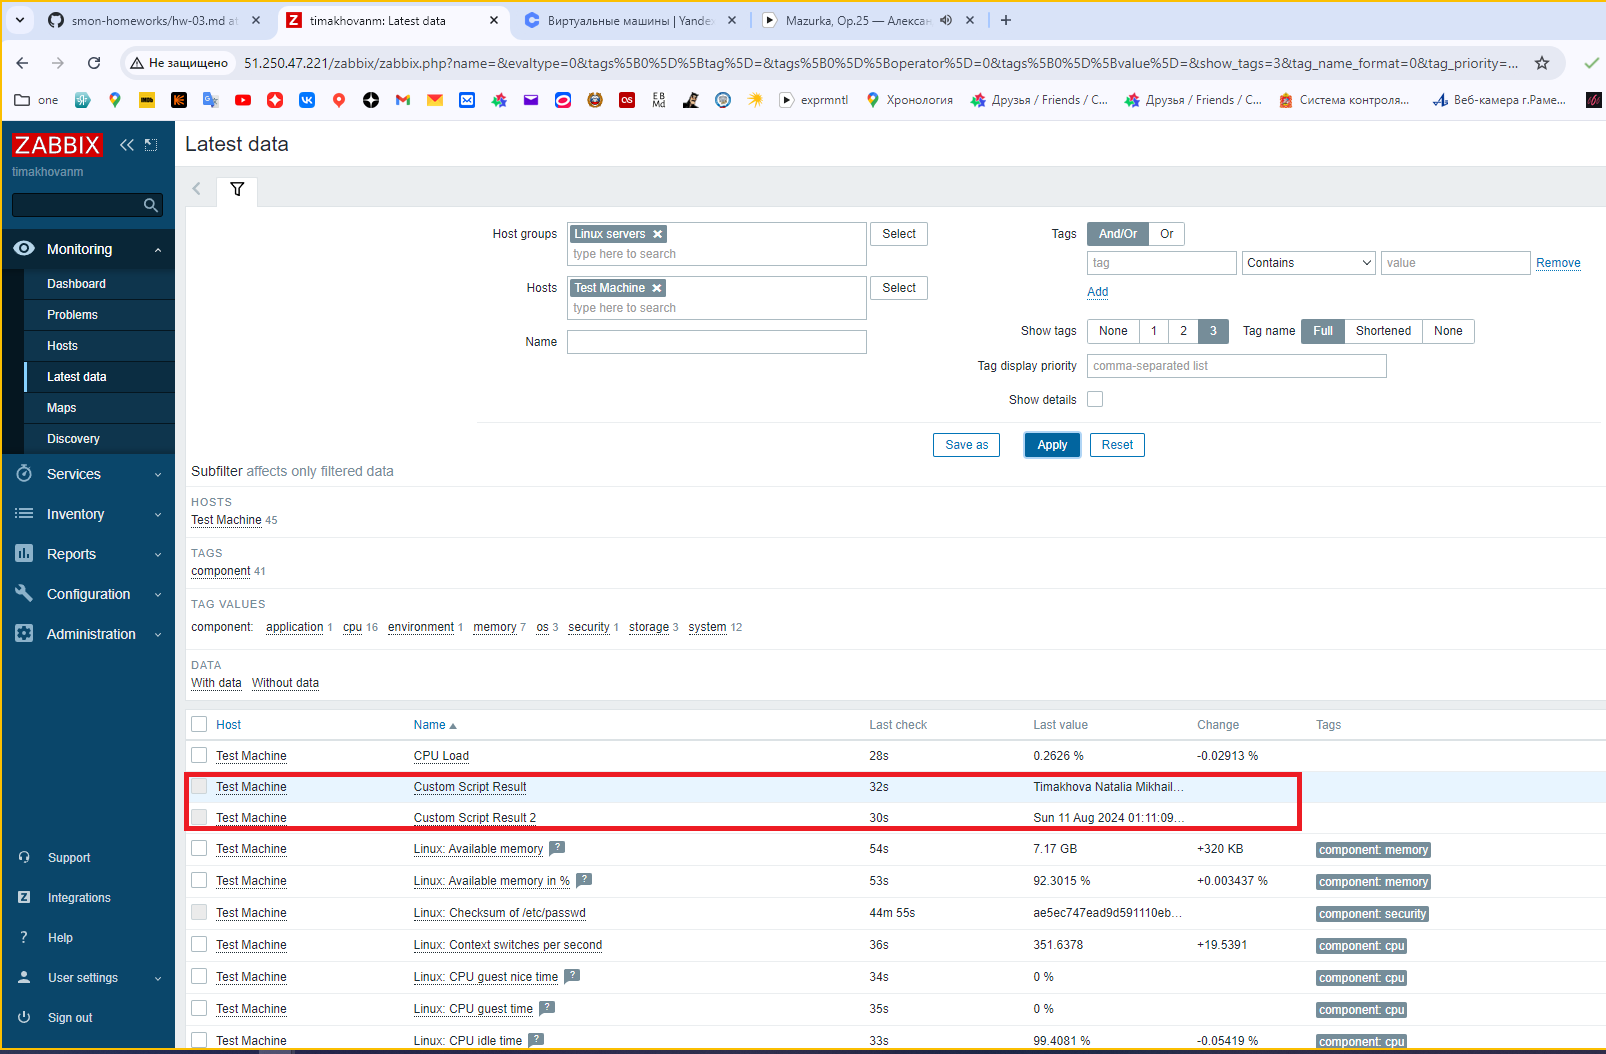 smon-homeworks/hw-03.md at
timakhovanm: Latest data
Виртуальные машины | Yandex
Mazurka, Op.25 — Алексан
Не защищено
51.250.47.221/zabbix/zabbix.php?name=&evaltype=0&tags%5B0%5D%5Btag%5D=&tags%5B0%5D%5Boperator%5D=0&tags%5B0%5D%5Bvalue%5D=&show_tags=3&tag_name_format=0&tag_priority=...
one
exprmntl
Хронология
Друзья / Friends / C...
Друзья / Friends / C...
Система контроля...
Веб-камера г.Раме...
ZABBIX
timakhovanm
Monitoring
Dashboard
Problems
Hosts
Latest data
Maps
Discovery
Services
Inventory
Reports
Configuration
Administration
Support
Integrations
Help
User settings
Sign out
Latest data
Host groups Linux servers Select
type here to search
Hosts Test Machine Select
type here to search
Name
Tags And/Or Or
tag Contains value Remove
Add
Show tags None 1 2 3 Tag name Full Shortened None
Tag display priority comma-separated list
Show details
Save as Apply Reset
Subfilter affects only filtered data
HOSTS
Test Machine 45
TAGS
component 41
TAG VALUES
component: application 1 cpu 16 environment 1 memory 7 os 3 security 1 storage 3 system 12
DATA
With data Without data
Host Name Last check Last value Change Tags
Test Machine CPU Load 28s 0.2626 % -0.02913 %
Test Machine Custom Script Result 32s Timakhova Natalia Mikhail...
Test Machine Custom Script Result 2 30s Sun 11 Aug 2024 01:11:09...
Test Machine Linux: Available memory ? 54s 7.17 GB +320 KB component: memory
Test Machine Linux: Available memory in % ? 53s 92.3015 % +0.003437 % component: memory
Test Machine Linux: Checksum of /etc/passwd 44m 55s ae5ec747ead9d591110eb... component: security
Test Machine Linux: Context switches per second 36s 351.6378 +19.5391 component: cpu
Test Machine Linux: CPU guest nice time ? 34s 0 % component: cpu
Test Machine Linux: CPU guest time ? 35s 0 % component: cpu
Test Machine Linux: CPU idle time ? 33s 99.4081 % -0.05419 % component: cpu